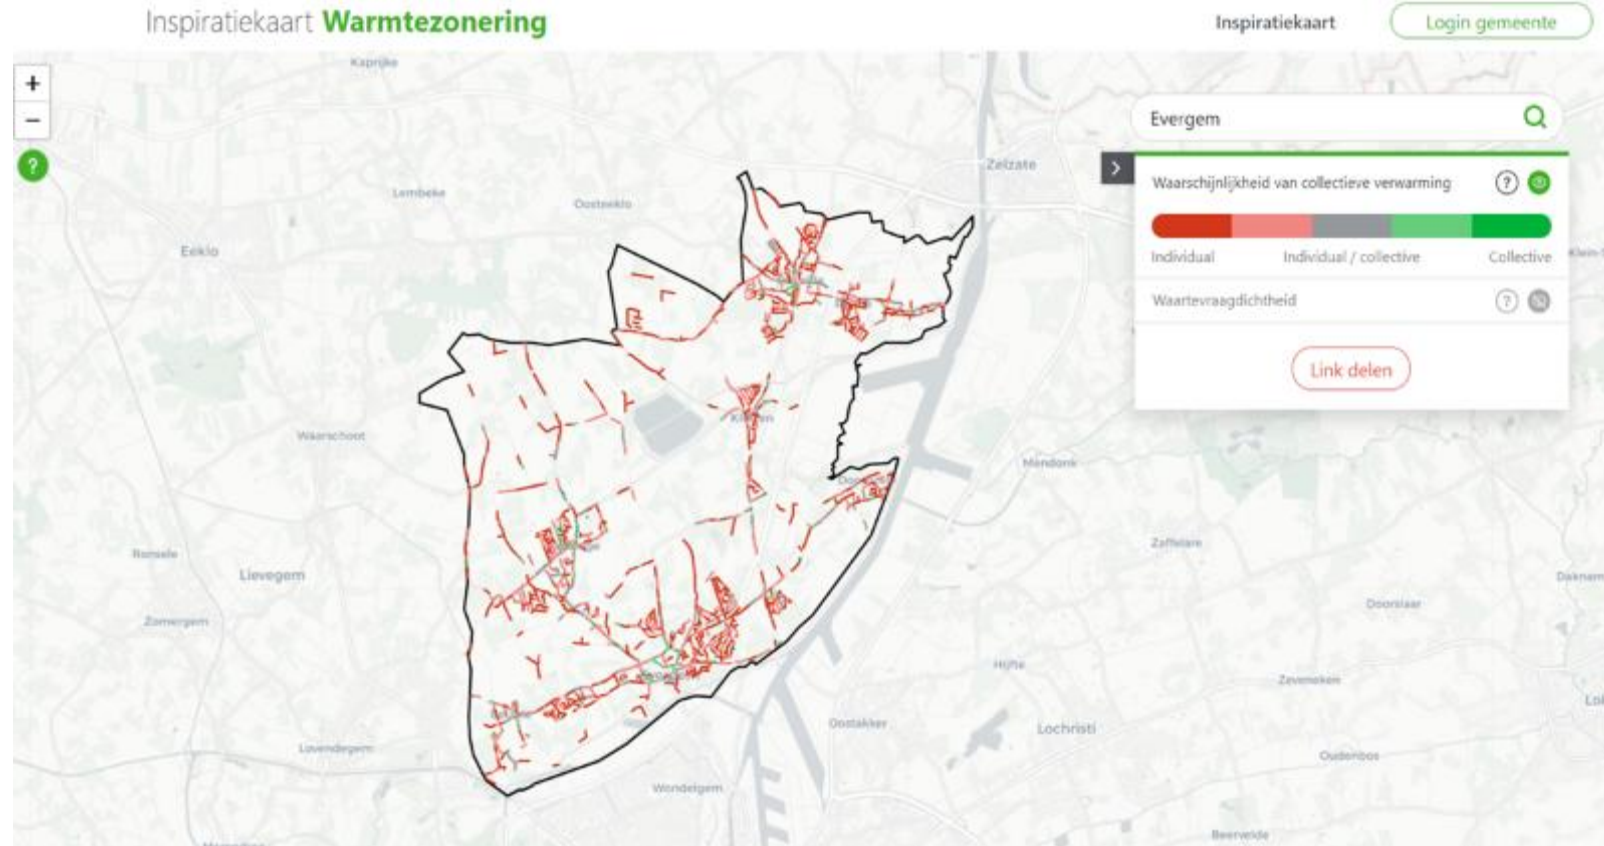 Inspiratiekaart Warmtezonering
Inspiratiekaart
Login gemeente
+
−
?
Evergem
>
Waarschijnlijkheid van collectieve verwarming
?
Individual
Individual / collective
Collective
Waartevraagdichtheid
?
Link delen
Kaprijke
Zelzate
Lembeke
Oosteeklo
Eeklo
Waarschoot
Mendonk
Ronsele
Lievegem
Zaffelare
Zomergem
Doorslaar
Hijfte
Zeveneken
Oostakker
Lochristi
Lovendegem
Oudenbos
Wondelgem
Beervelde